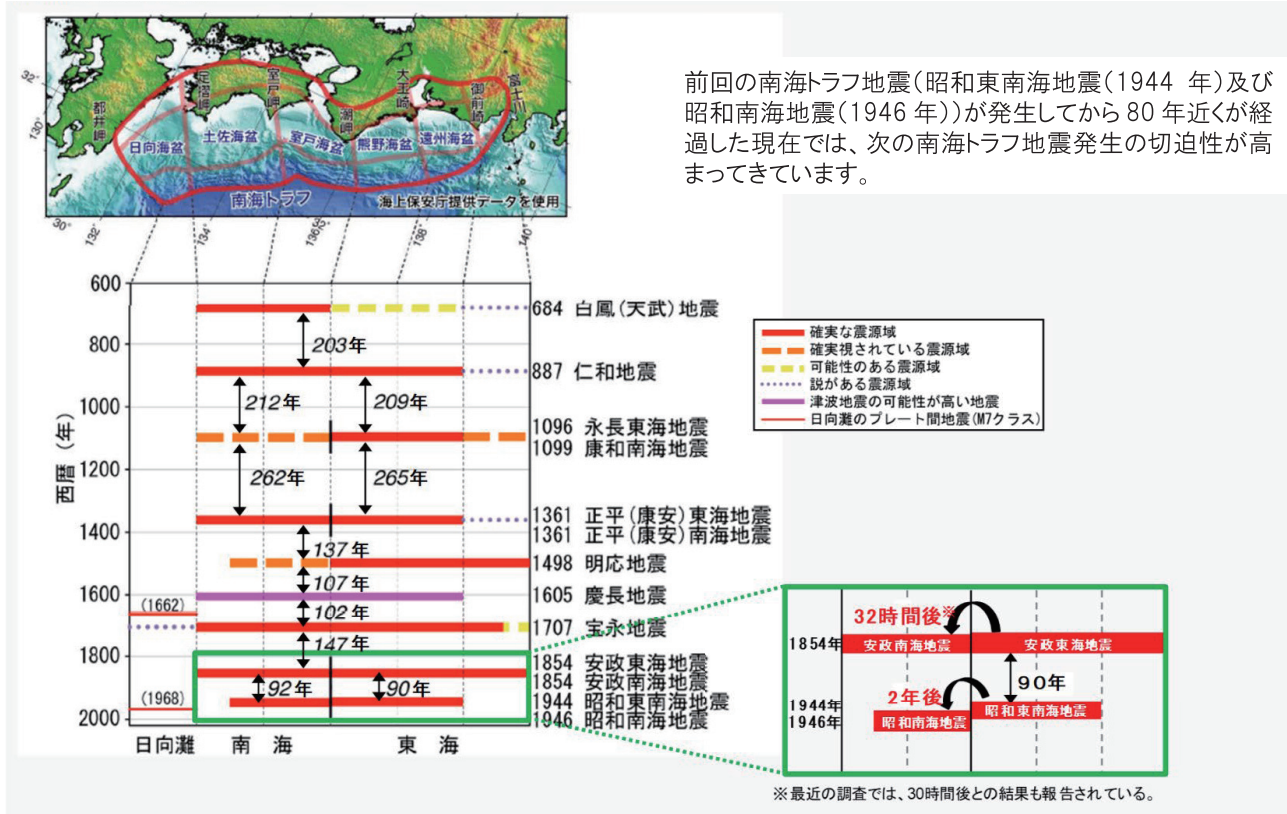 前回の南海トラフ地震(昭和東南海地震(1944 年)及び
昭和南海地震(1946 年))が発生してから 80 年近くが経
過した現在では、次の南海トラフ地震発生の切迫性が高
まってきています。
32°
130°
都井岬
足摺岬
室戸岬
潮岬
大王崎
御前崎
富士川
日向海盆
土佐海盆
室戸海盆
熊野海盆
遠州海盆
南海トラフ
海上保安庁提供データを使用
30°
132°
134°
136°
138°
140°
西暦(年)
600
800
1000
1200
1400
1600
1800
2000
684 白鳳(天武)地震
203年
887 仁和地震
212年
209年
1096 永長東海地震
1099 康和南海地震
262年
265年
1361 正平(康安)東海地震
1361 正平(康安)南海地震
137年
1498 明応地震
107年
1605 慶長地震
(1662)
102年
1707 宝永地震
147年
1854 安政東海地震
1854 安政南海地震
92年
90年
(1968)
1944 昭和東南海地震
1946 昭和南海地震
日向灘
南 海
東 海
確実な震源域
確実視されている震源域
可能性のある震源域
説がある震源域
津波地震の可能性が高い地震
日向灘のプレート間地震(M7クラス)
32時間後※
1854年
安政南海地震
安政東海地震
90年
2年後
1944年
1946年
昭和東南海地震
昭和南海地震
※最近の調査では、30時間後との結果も報告されている。